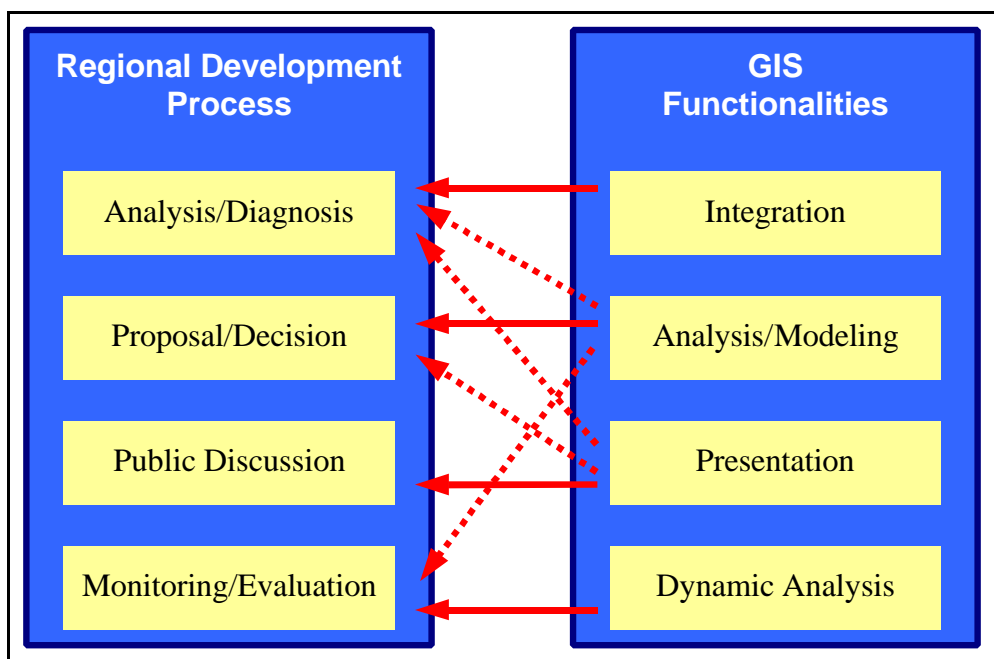 Regional Development
Process
Analysis/Diagnosis
Proposal/Decision
Public Discussion
Monitoring/Evaluation
GIS
Functionalities
Integration
Analysis/Modeling
Presentation
Dynamic Analysis